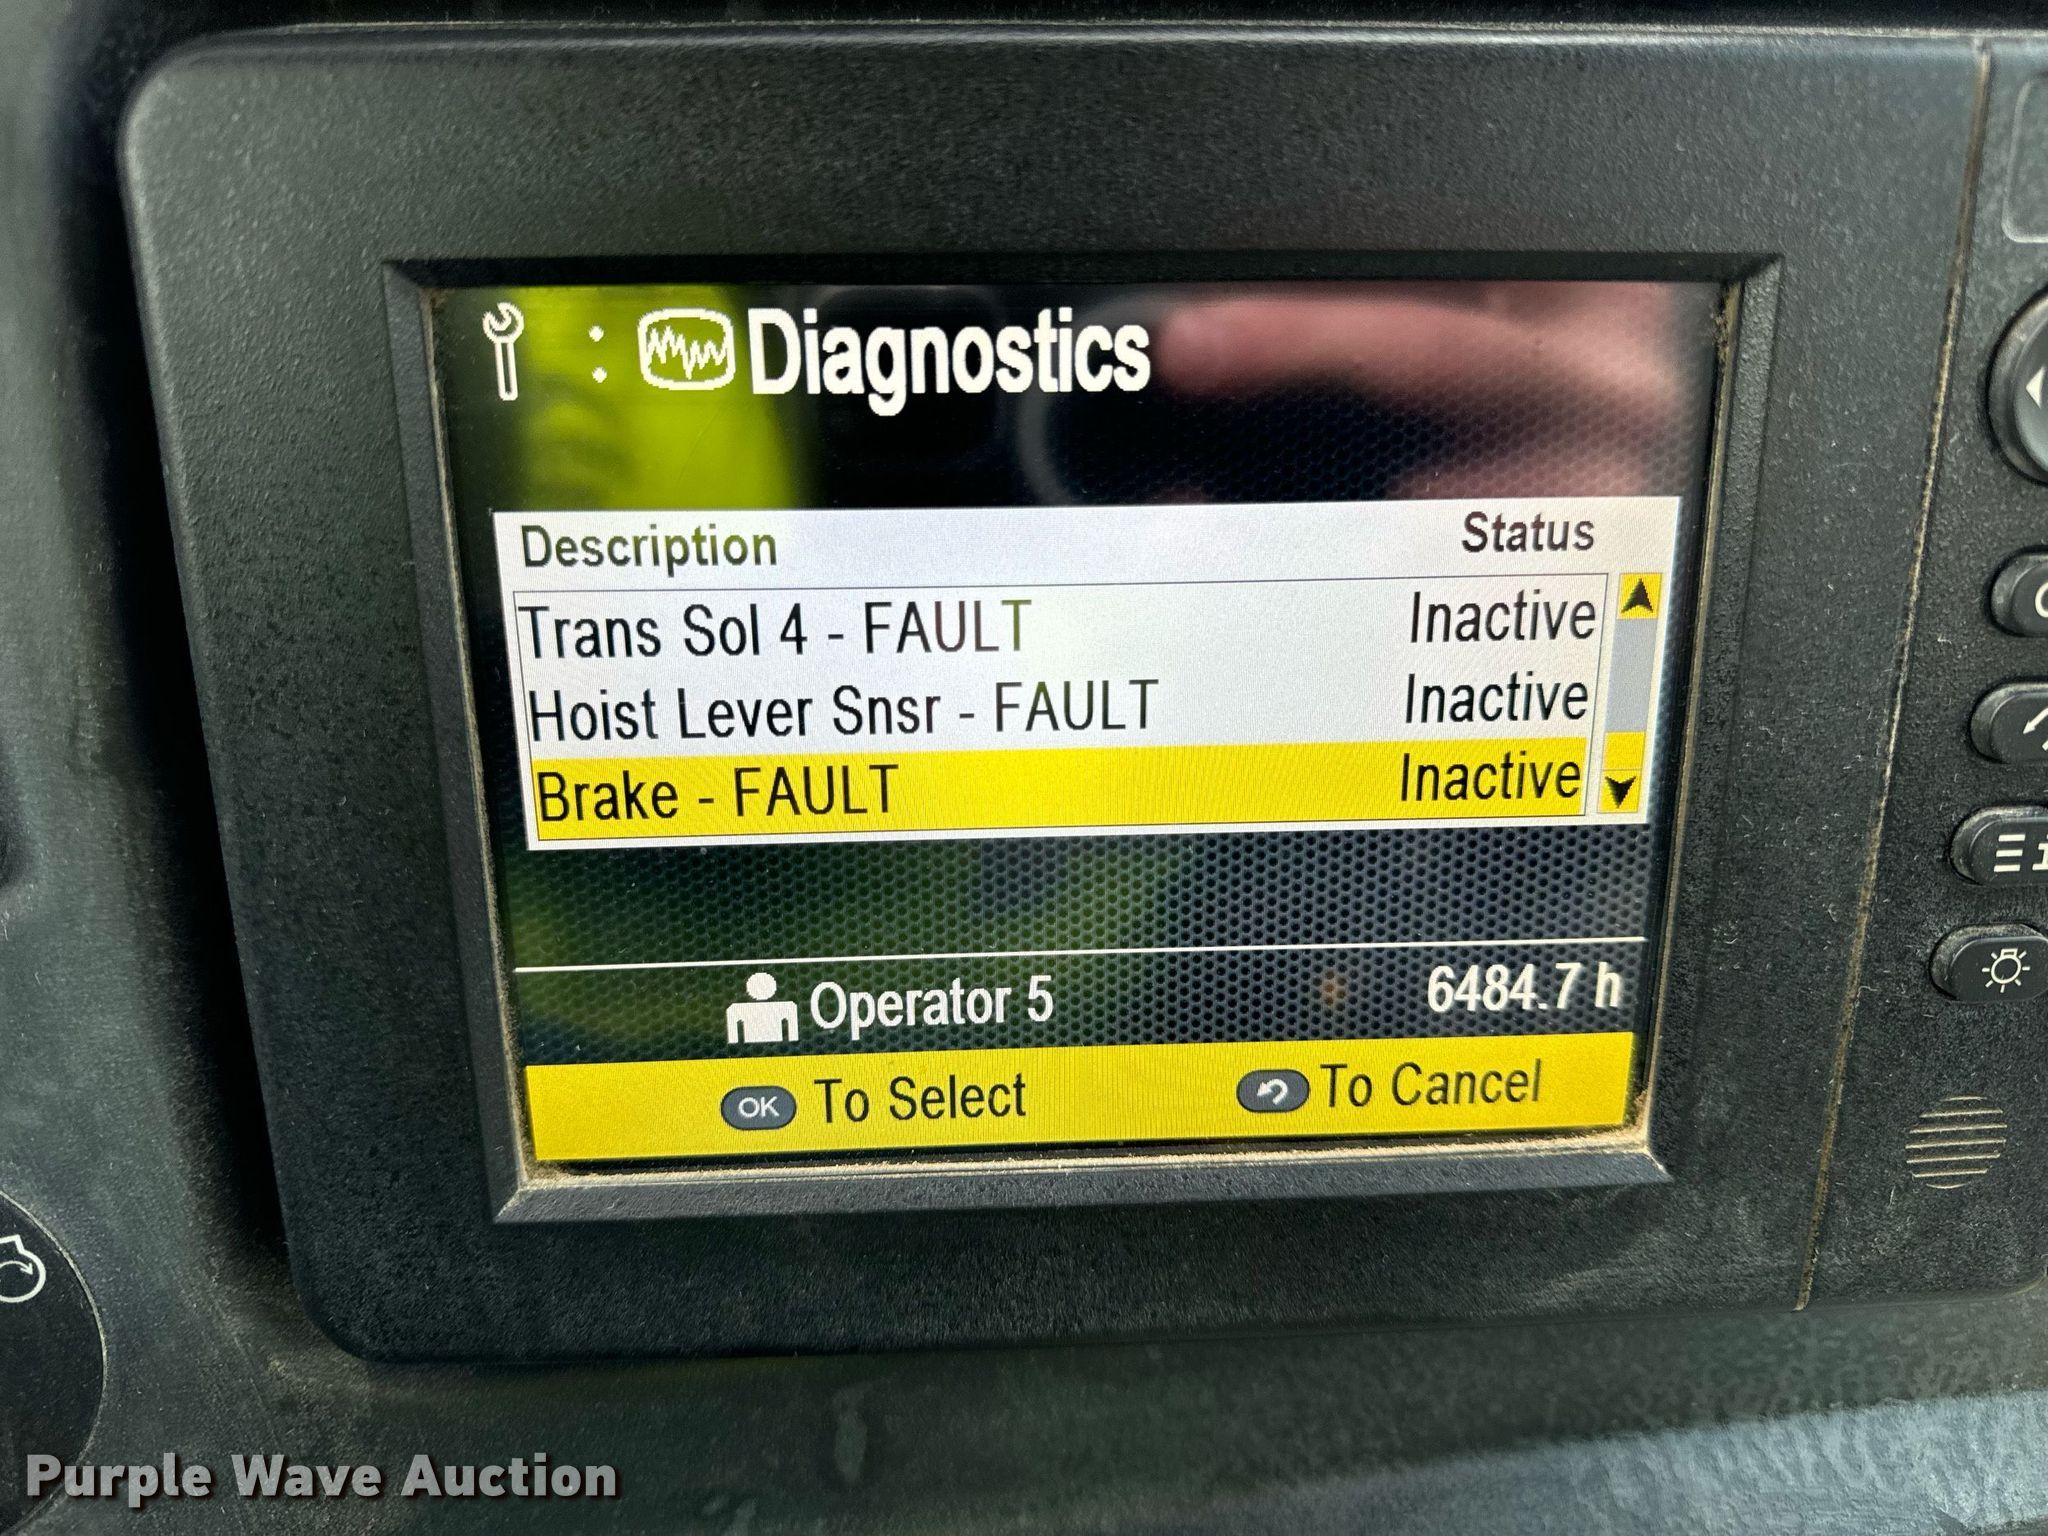 Diagnostics
Description Status
Trans Sol 4 - FAULT Inactive
Hoist Lever Snsr - FAULT Inactive
Brake - FAULT Inactive
Operator 5 6484.7 h
OK To Select To Cancel
Purple Wave Auction